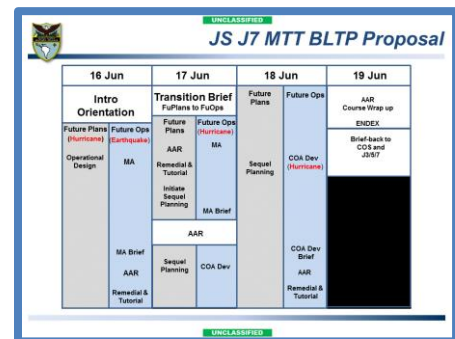 UNCLASSIFIED
JS J7 MTT BLTP Proposal
16 Jun
17 Jun
18 Jun
19 Jun
Intro
Orientation
Future Plans
(Hurricane)
Operational
Design
Future Ops
(Earthquake)
MA
MA Brief
AAR
Remedial &
Tutorial
Transition Brief
FuPlans to FuOps
Future
Plans
AAR
Remedial &
Tutorial
Initiate
Sequel
Planning
Future Ops
(Hurricane)
MA
MA Brief
AAR
Sequel
Planning
COA Dev
Future
Plans
Sequel
Planning
Future Ops
COA Dev
(Hurricane)
COA Dev
Brief
AAR
Remedial &
Tutorial
AAR
Course Wrap up
ENDEX
Brief-back to
COS and
J3/5/7
UNCLASSIFIED